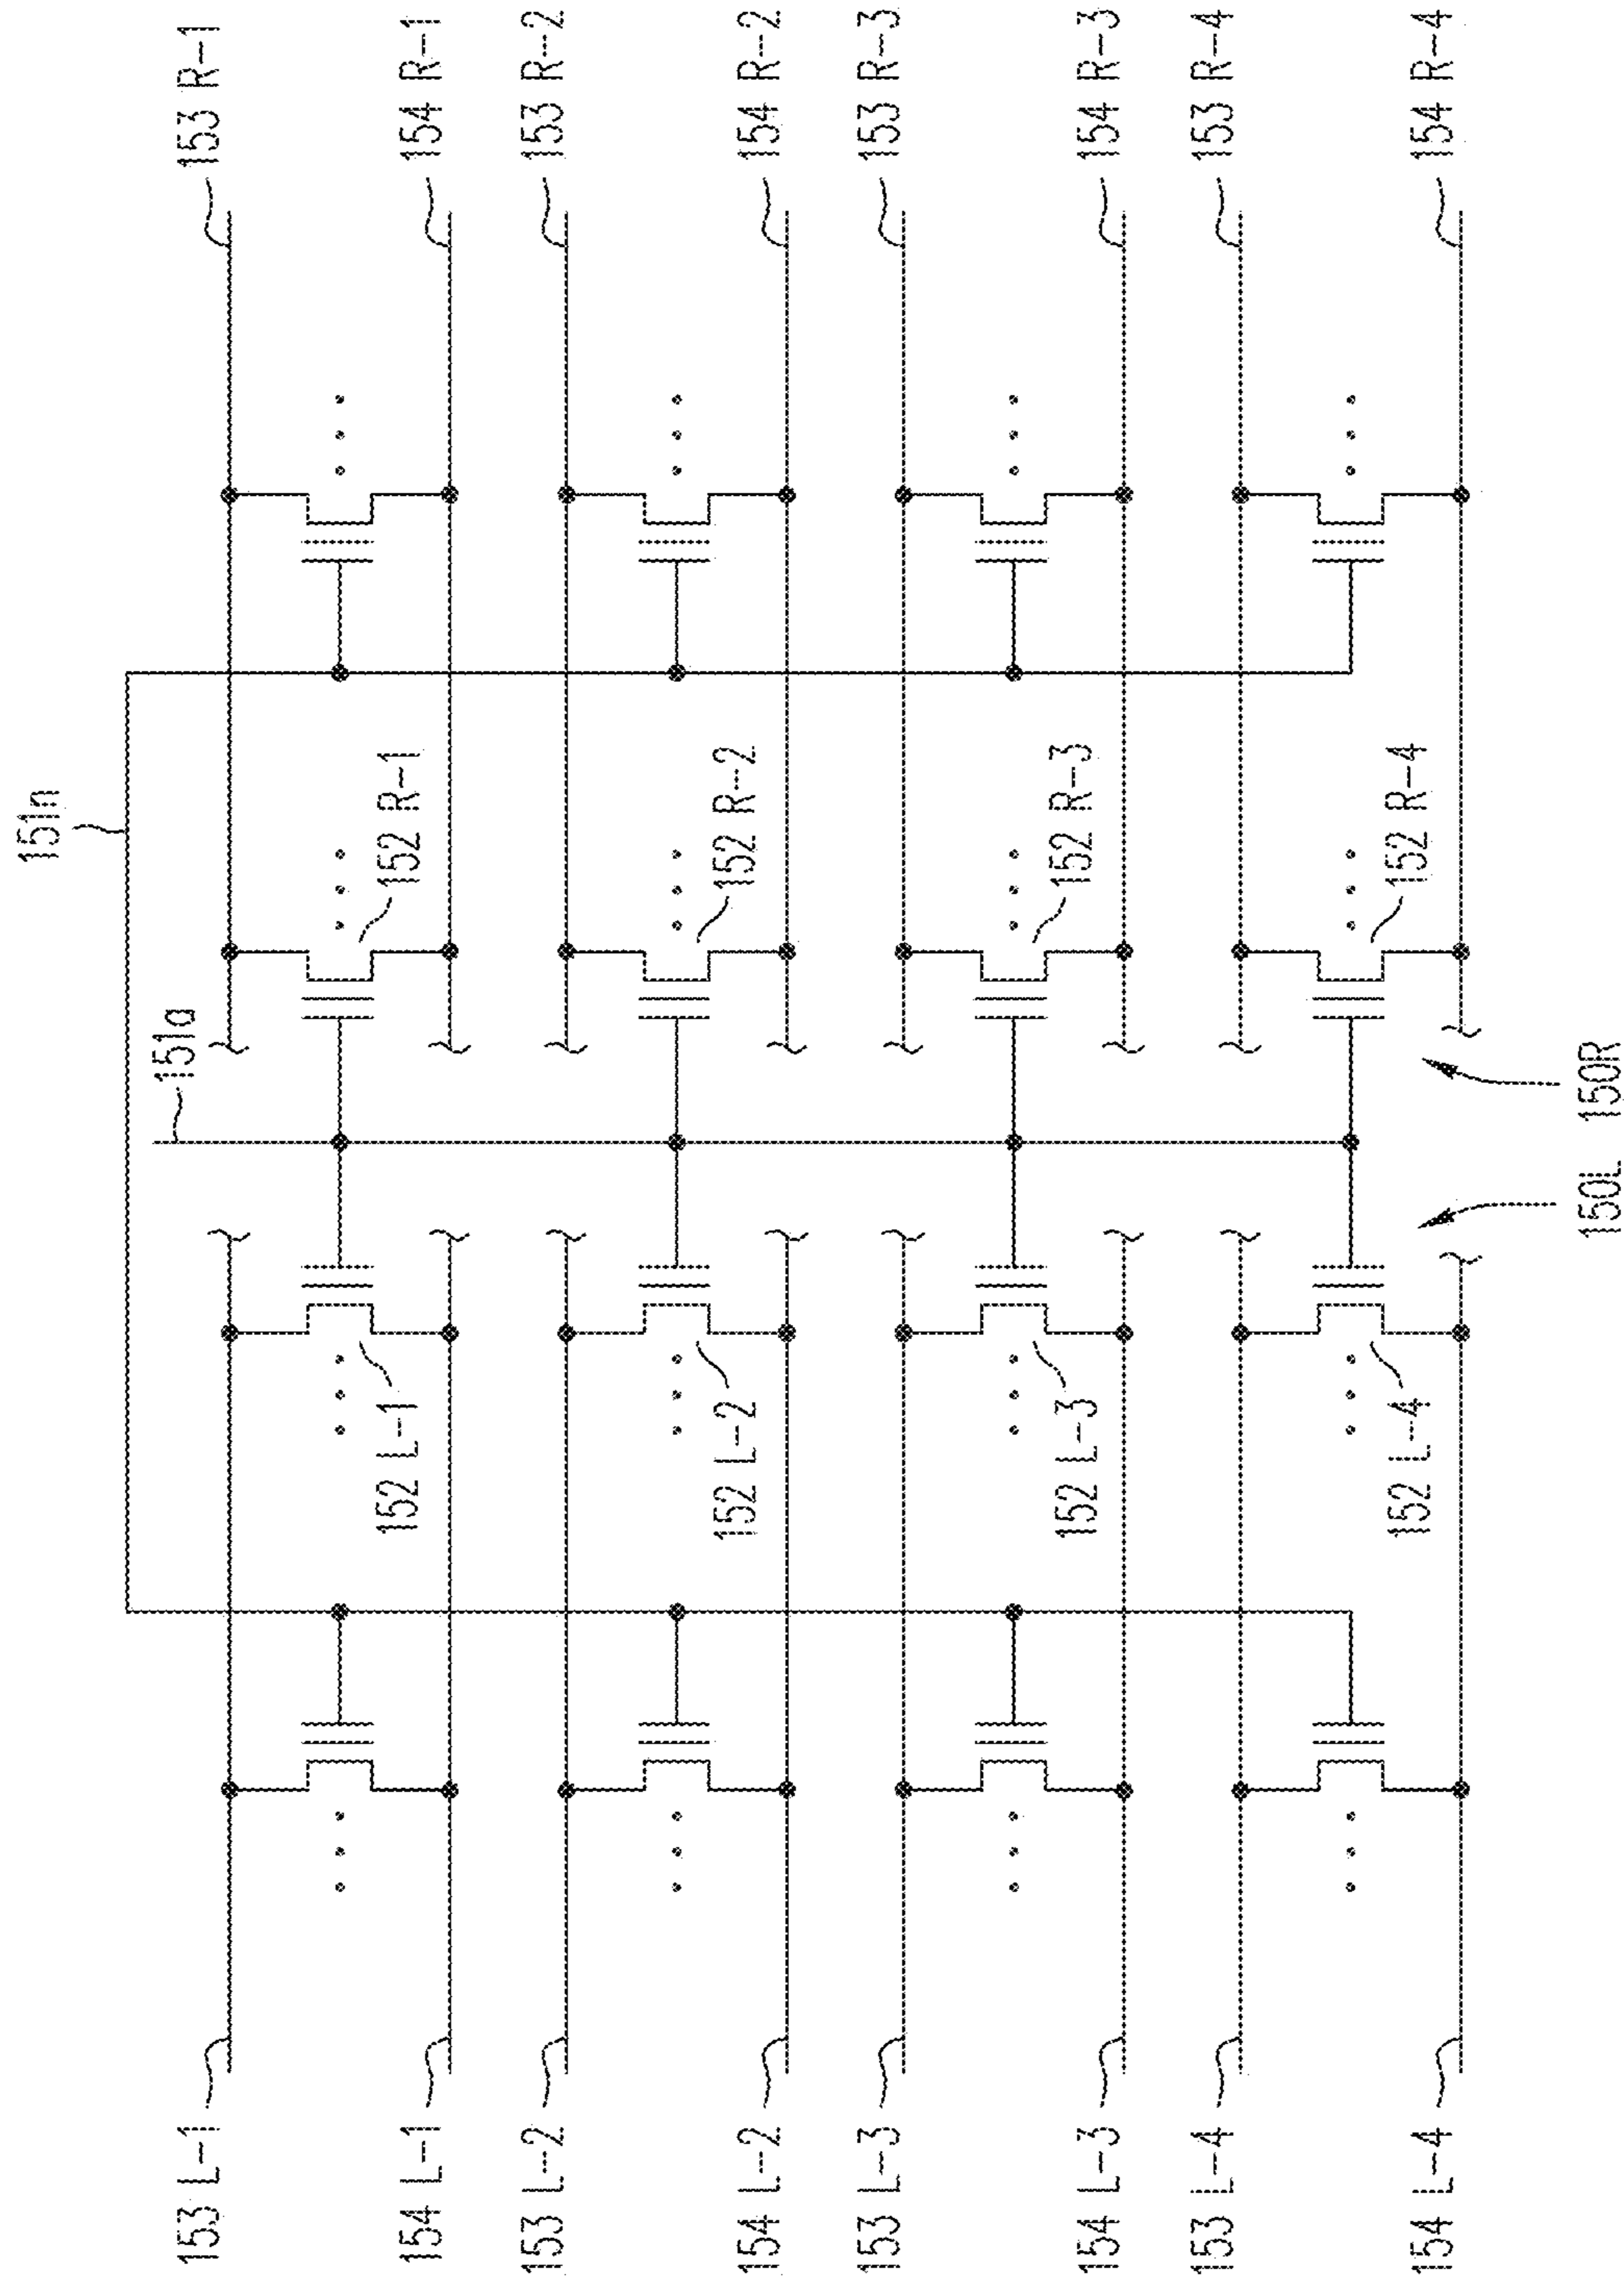 151n
151a
153 R-1
154 R-1
153 R-2
154 R-2
153 R-3
154 R-3
153 R-4
154 R-4
152 R-1
152 R-2
152 R-3
152 R-4
152 L-1
152 L-2
152 L-3
152 L-4
153 L-1
154 L-1
153 L-2
154 L-2
153 L-3
154 L-3
153 L-4
154 L-4
150L
150R